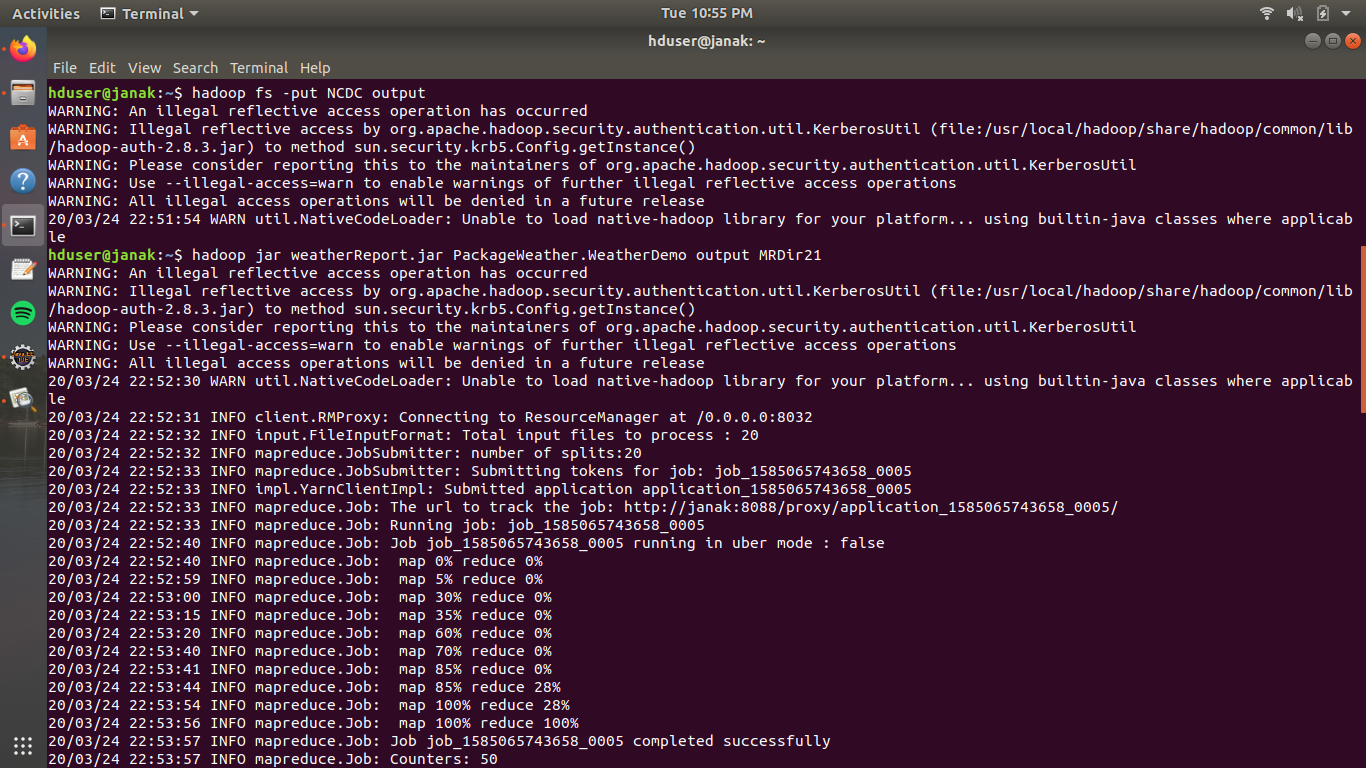 Activities Terminal Tue 10:55 PM
hduser@janak: ~
File Edit View Search Terminal Help
hduser@janak:~$ hadoop fs -put NCDC output
WARNING: An illegal reflective access operation has occurred
WARNING: Illegal reflective access by org.apache.hadoop.security.authentication.util.KerberosUtil (file:/usr/local/hadoop/share/hadoop/common/lib
/hadoop-auth-2.8.3.jar) to method sun.security.krb5.Config.getInstance()
WARNING: Please consider reporting this to the maintainers of org.apache.hadoop.security.authentication.util.KerberosUtil
WARNING: Use --illegal-access=warn to enable warnings of further illegal reflective access operations
WARNING: All illegal access operations will be denied in a future release
20/03/24 22:51:54 WARN util.NativeCodeLoader: Unable to load native-hadoop library for your platform... using builtin-java classes where applicab
le
hduser@janak:~$ hadoop jar weatherReport.jar PackageWeather.WeatherDemo output MRDir21
WARNING: An illegal reflective access operation has occurred
WARNING: Illegal reflective access by org.apache.hadoop.security.authentication.util.KerberosUtil (file:/usr/local/hadoop/share/hadoop/common/lib
/hadoop-auth-2.8.3.jar) to method sun.security.krb5.Config.getInstance()
WARNING: Please consider reporting this to the maintainers of org.apache.hadoop.security.authentication.util.KerberosUtil
WARNING: Use --illegal-access=warn to enable warnings of further illegal reflective access operations
WARNING: All illegal access operations will be denied in a future release
20/03/24 22:52:30 WARN util.NativeCodeLoader: Unable to load native-hadoop library for your platform... using builtin-java classes where applicab
le
20/03/24 22:52:31 INFO client.RMProxy: Connecting to ResourceManager at /0.0.0.0:8032
20/03/24 22:52:32 INFO input.FileInputFormat: Total input files to process : 20
20/03/24 22:52:32 INFO mapreduce.JobSubmitter: number of splits:20
20/03/24 22:52:33 INFO mapreduce.JobSubmitter: Submitting tokens for job: job_1585065743658_0005
20/03/24 22:52:33 INFO impl.YarnClientImpl: Submitted application application_1585065743658_0005
20/03/24 22:52:33 INFO mapreduce.Job: The url to track the job: http://janak:8088/proxy/application_1585065743658_0005/
20/03/24 22:52:33 INFO mapreduce.Job: Running job: job_1585065743658_0005
20/03/24 22:52:40 INFO mapreduce.Job: Job job_1585065743658_0005 running in uber mode : false
20/03/24 22:52:40 INFO mapreduce.Job:  map 0% reduce 0%
20/03/24 22:52:59 INFO mapreduce.Job:  map 5% reduce 0%
20/03/24 22:53:00 INFO mapreduce.Job:  map 30% reduce 0%
20/03/24 22:53:15 INFO mapreduce.Job:  map 35% reduce 0%
20/03/24 22:53:20 INFO mapreduce.Job:  map 60% reduce 0%
20/03/24 22:53:40 INFO mapreduce.Job:  map 70% reduce 0%
20/03/24 22:53:41 INFO mapreduce.Job:  map 85% reduce 0%
20/03/24 22:53:44 INFO mapreduce.Job:  map 85% reduce 28%
20/03/24 22:53:54 INFO mapreduce.Job:  map 100% reduce 28%
20/03/24 22:53:56 INFO mapreduce.Job:  map 100% reduce 100%
20/03/24 22:53:57 INFO mapreduce.Job: Job job_1585065743658_0005 completed successfully
20/03/24 22:53:57 INFO mapreduce.Job: Counters: 50